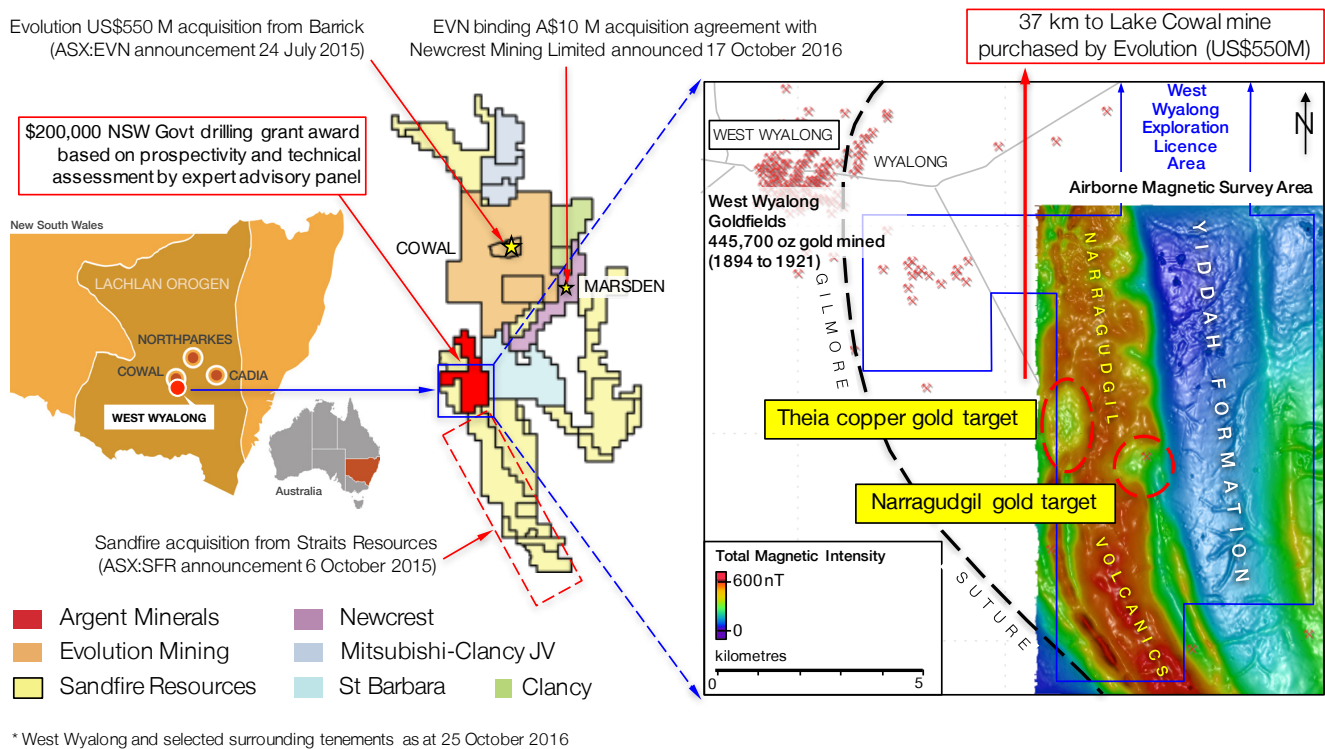 Evolution US$550 M acquisition from Barrick
(ASX:EVN announcement 24 July 2015)
EVN binding A$10 M acquisition agreement with
Newcrest Mining Limited announced 17 October 2016
37 km to Lake Cowal mine
purchased by Evolution (US$550M)
$200,000 NSW Govt drilling grant award
based on prospectivity and technical
assessment by expert advisory panel
New South Wales
LACHLAN OROGEN
NORTHPARKES
COWAL
CADIA
WEST WYALONG
Australia
COWAL
MARSDEN
Sandfire acquisition from Straits Resources
(ASX:SFR announcement 6 October 2015)
Argent Minerals
Newcrest
Evolution Mining
Mitsubishi-Clancy JV
Sandfire Resources
St Barbara
Clancy
West
Wyalong
Exploration
Licence
Area
N
WEST WYALONG
WYALONG
Airborne Magnetic Survey Area
West Wyalong
Goldfields
445,700 oz gold mined
(1894 to 1921)
GILMORE
SUTURE
NARRAGUDGIL
VOLCANICS
YIDDAH FORMATION
Theia copper gold target
Narragudgil gold target
Total Magnetic Intensity
600 nT
0
kilometres
0
5
* West Wyalong and selected surrounding tenements as at 25 October 2016